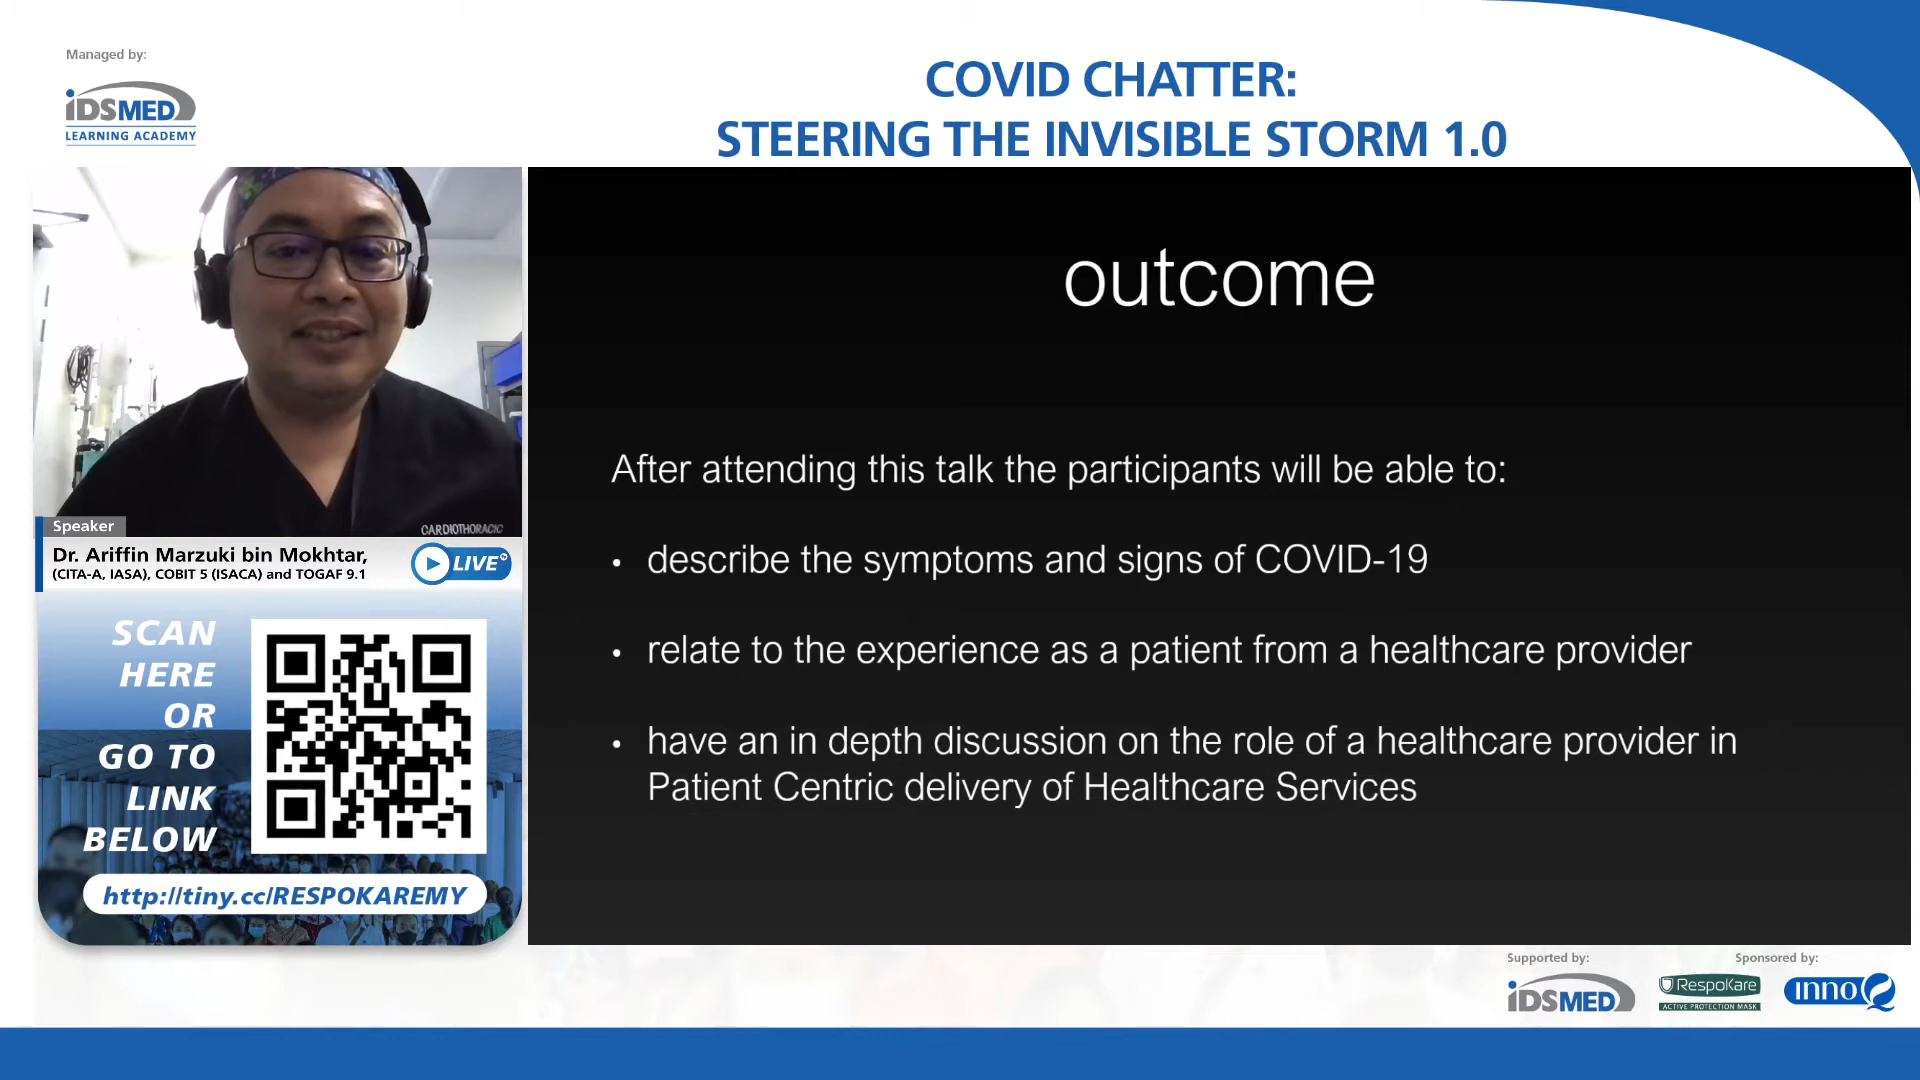 Managed by:
iDSMED
LEARNING ACADEMY
COVID CHATTER:
STEERING THE INVISIBLE STORM 1.0
CARDIOTHORACIC
Speaker
Dr. Ariffin Marzuki bin Mokhtar,
(CITA-A, IASA), COBIT 5 (ISACA) and TOGAF 9.1
LIVE
SCAN
HERE
OR
GO TO
LINK
BELOW
http://tiny.cc/RESPOKAREMY
outcome
After attending this talk the participants will be able to:
• describe the symptoms and signs of COVID-19
• relate to the experience as a patient from a healthcare provider
• have an in depth discussion on the role of a healthcare provider in
Patient Centric delivery of Healthcare Services
Supported by:
iDSMED
Sponsored by:
RespoKare
ACTIVE PROTECTION MASK
innoQ